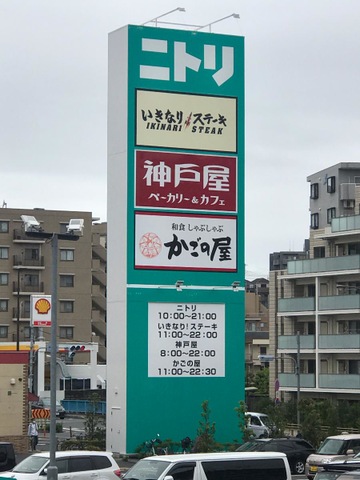 ニトリ
いきなり ステーキ
IKINARI STEAK
神戸屋
ベーカリー&カフェ
和食 しゃぶしゃぶ
かごの屋
ニトリ
10:00～21:00
いきなり!ステーキ
11:00～22:00
神戸屋
8:00～22:00
かごの屋
11:00～22:30